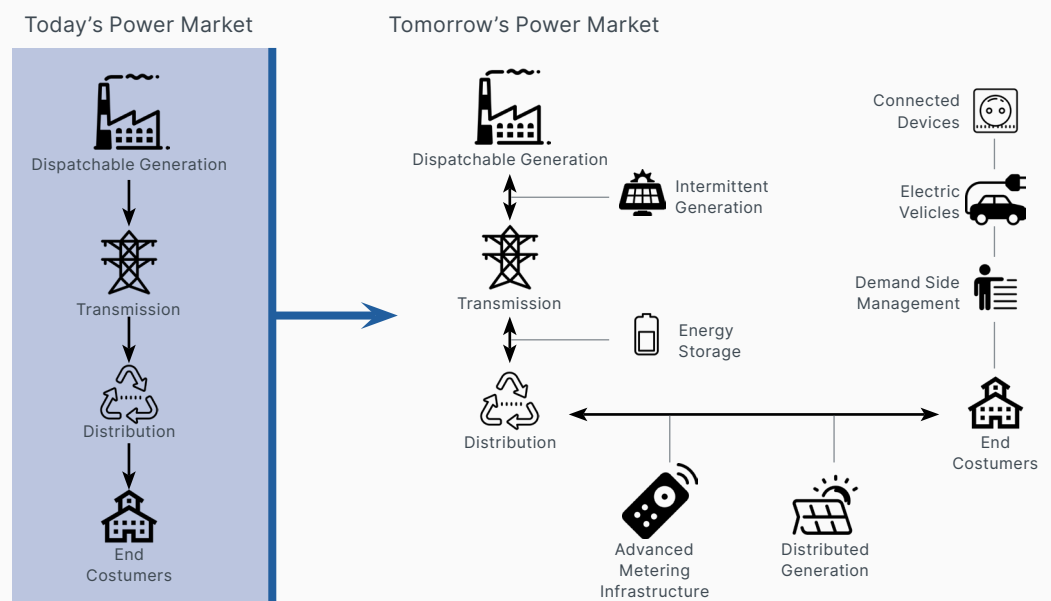 Today's Power Market
Dispatchable Generation
Transmission
Distribution
End
Costumers
Tomorrow's Power Market
Dispatchable Generation
Intermittent
Generation
Transmission
Energy
Storage
Distribution
Advanced
Metering
Infrastructure
Distributed
Generation
Connected
Devices
Electric
Velicles
Demand Side
Management
End
Costumers